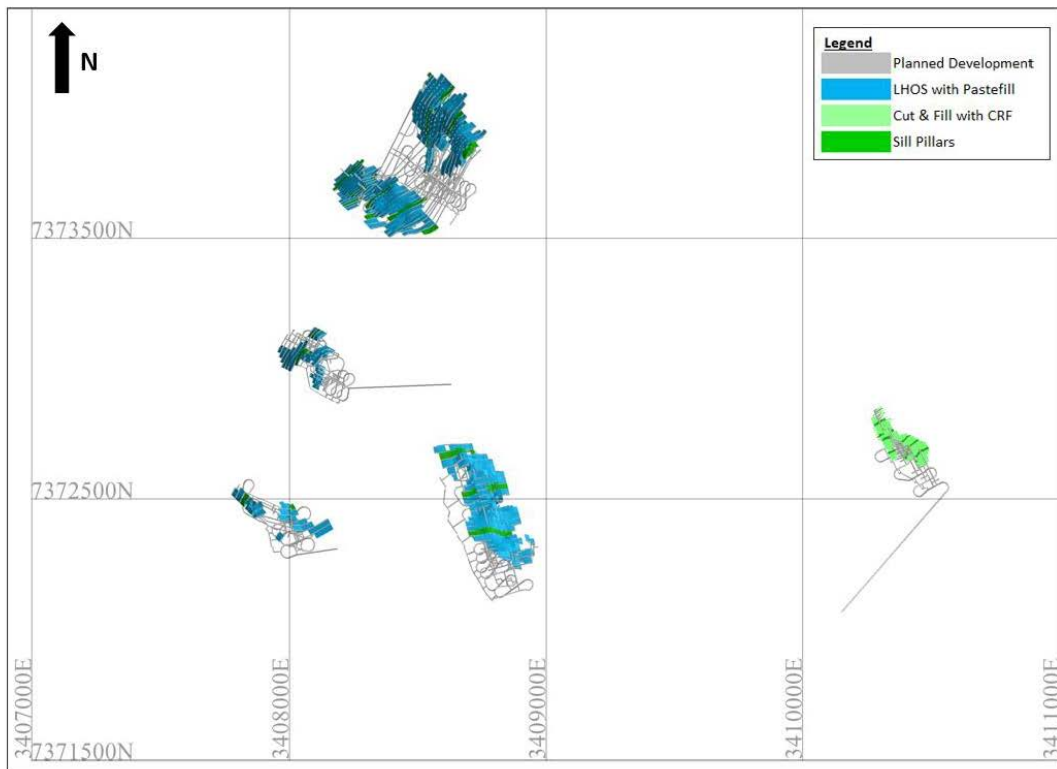 N
Legend
Planned Development
LHOS with Pastefill
Cut & Fill with CRF
Sill Pillars
7373500N
7372500N
7371500N
3407000E
3408000E
3409000E
3410000E
3411000E